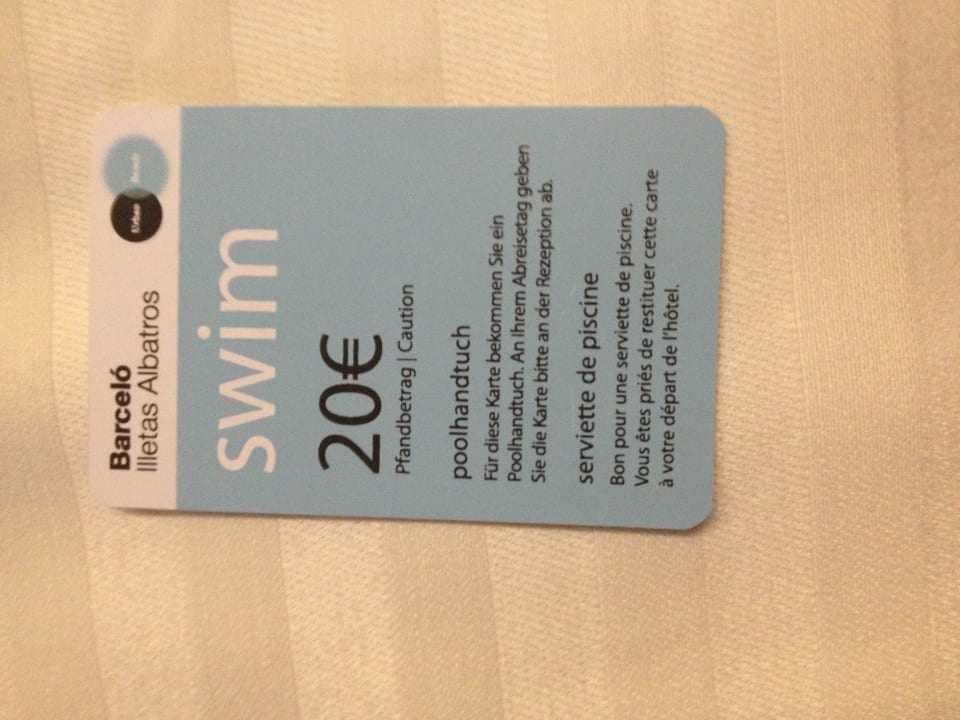 Barceló
Illetas Albatros
Urban
Beach
swim
20€
Pfandbetrag | Caution
poolhandtuch
Für diese Karte bekommen Sie ein
Poolhandtuch. An Ihrem Abreisetag geben
Sie die Karte bitte an der Rezeption ab.
serviette de piscine
Bon pour une serviette de piscine.
Vous êtes priés de restituer cette carte
à votre départ de l'hôtel.